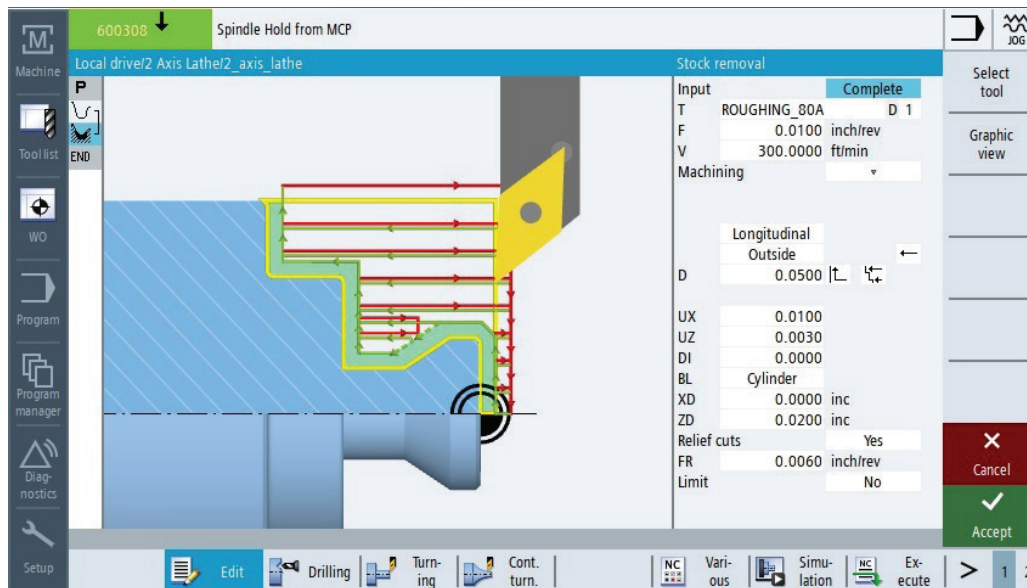 600308 Spindle Hold from MCP
JOG
Local drive/2 Axis Lathe/2_axis_lathe
Stock removal
M
Machine
Tool list
WO
Program
Program
manager
Diag-
nostics
Setup
P
END
Input Complete
T ROUGHING_80A D 1
F 0.0100 inch/rev
V 300.0000 ft/min
Machining ▿
Longitudinal
Outside ←
D 0.0500
UX 0.0100
UZ 0.0030
DI 0.0000
BL Cylinder
XD 0.0000 inc
ZD 0.0200 inc
Relief cuts Yes
FR 0.0060 inch/rev
Limit No
Select
tool
Graphic
view
Cancel
Accept
Edit
Drilling
Turn-
ing
Cont.
turn.
NC
Vari-
ous
Simu-
lation
NC
Ex-
ecute
> 1